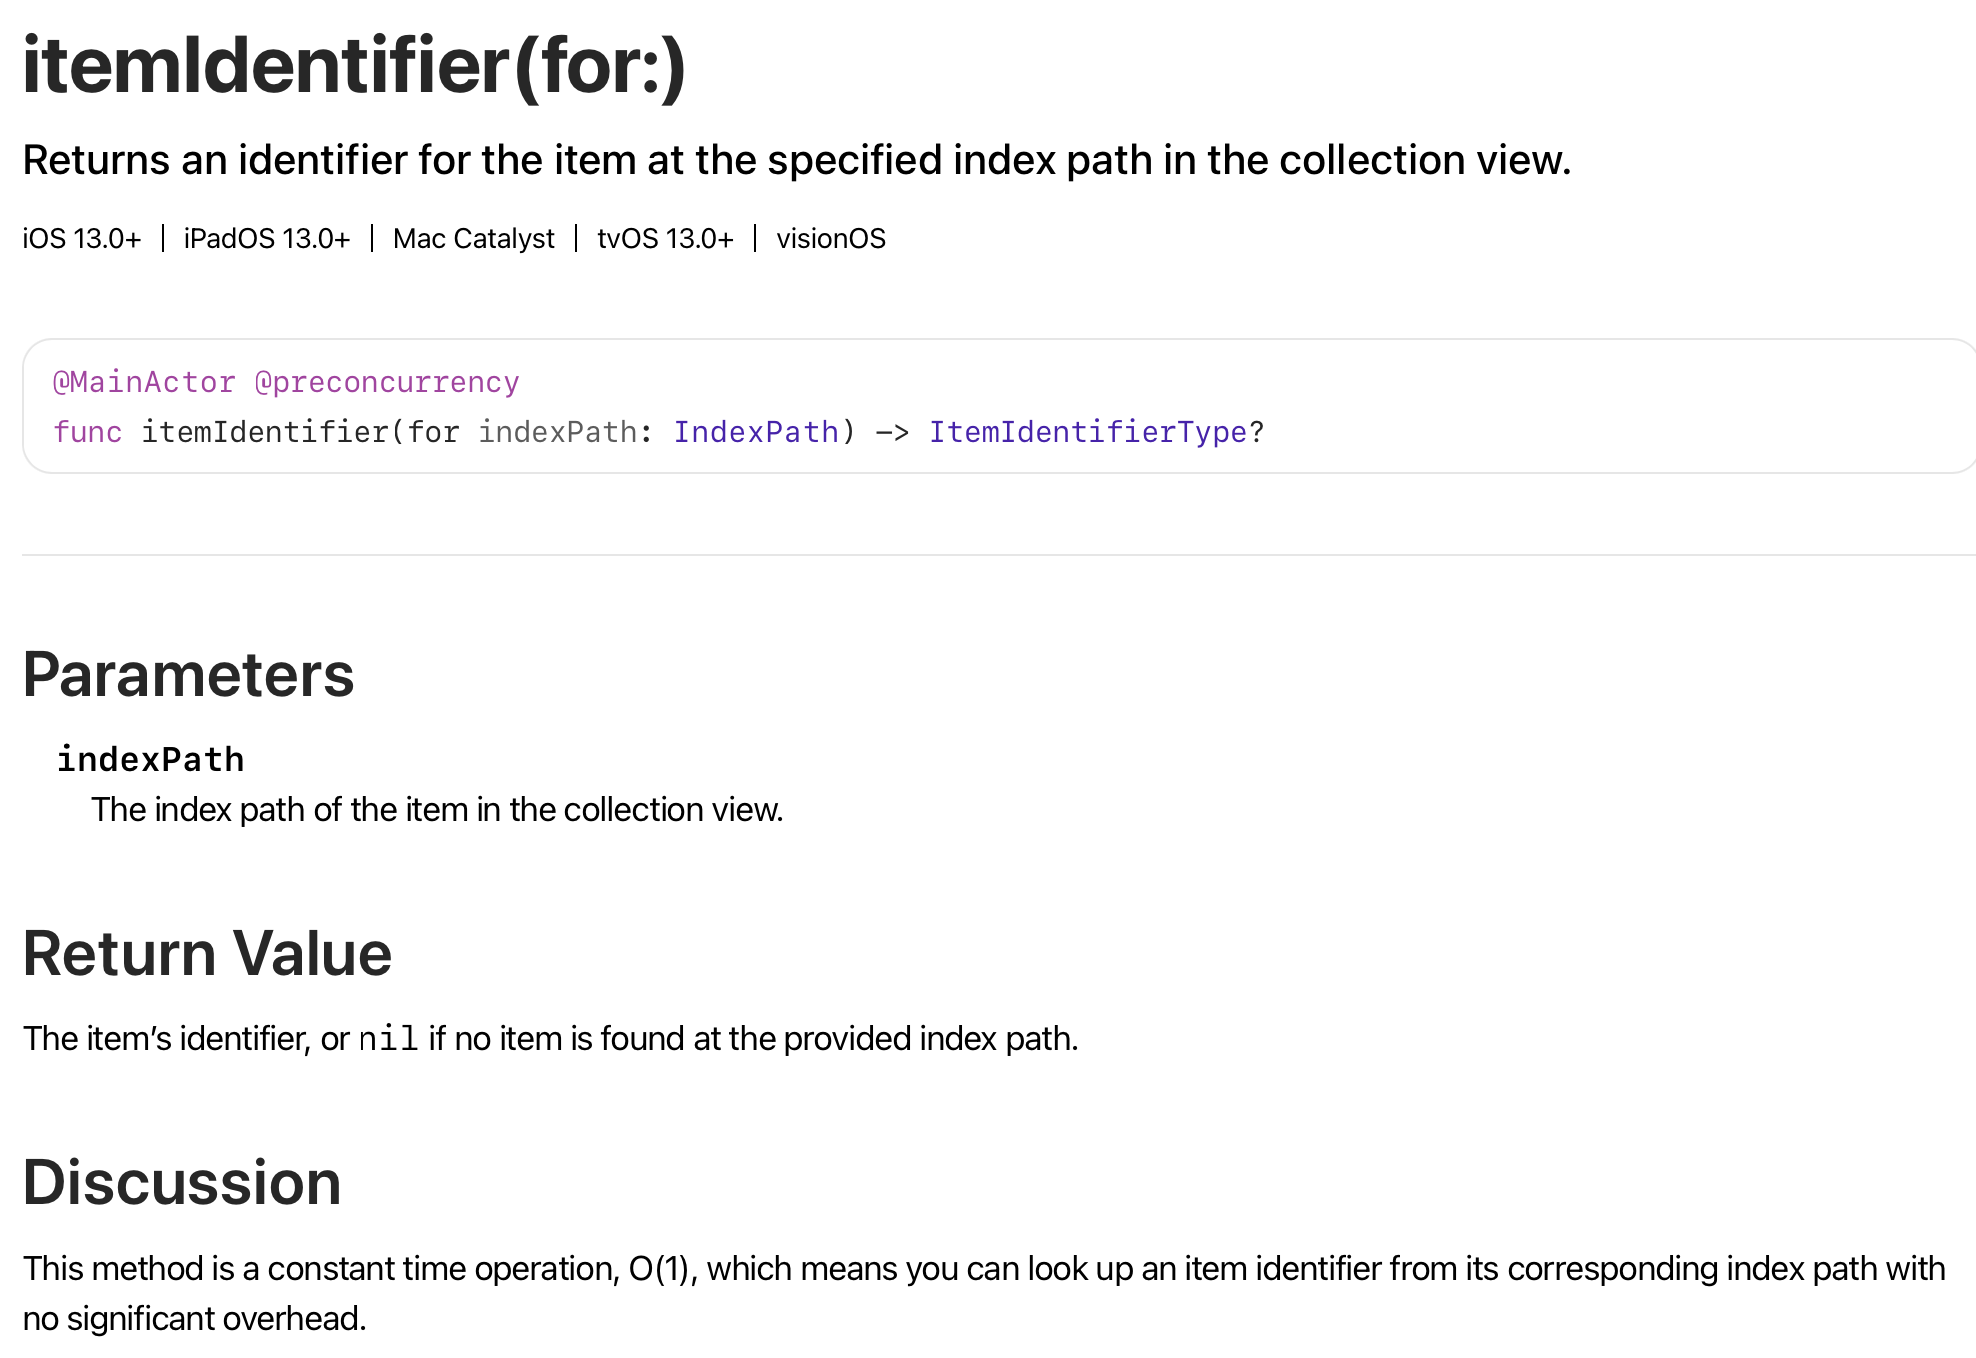 itemIdentifier(for:)
Returns an identifier for the item at the specified index path in the collection view.
iOS 13.0+ | iPadOS 13.0+ | Mac Catalyst | tvOS 13.0+ | visionOS
@MainActor @preconcurrency
func itemIdentifier(for indexPath: IndexPath) -> ItemIdentifierType?
Parameters
indexPath
The index path of the item in the collection view.
Return Value
The item’s identifier, or nil if no item is found at the provided index path.
Discussion
This method is a constant time operation, O(1), which means you can look up an item identifier from its corresponding index path with
no significant overhead.